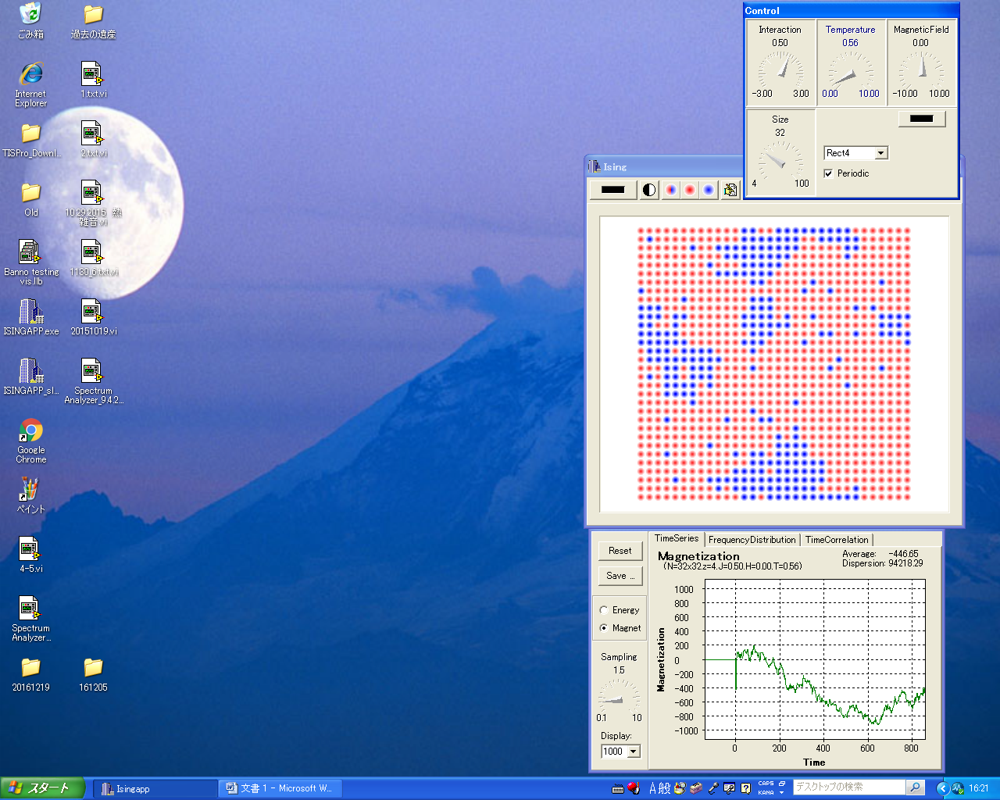 ごみ箱
過去の遺産
Internet
Explorer
1.txt.vi
TISPro_Downl...
2.txt.vi
Old
10.29.2015 熱
雑音.vi
Banno testing
vis.llb
1180_6.txt.vi
ISINGAPP.exe
20151019.vi
ISINGAPP_sl...
Spectrum
Analyzer_9.4.2...
Google
Chrome
ペイント
4-5.vi
Spectrum
Analyzer...
20161219
161205
Control
Interaction
0.50
-3.00
3.00
Temperature
0.56
0.00
10.00
MagneticField
0.00
-10.00
10.00
Size
32
4
100
Rect4
Periodic
Ising
Reset
Save ...
Energy
Magnet
Sampling
1.5
0.1
10
Display:
1000
TimeSeries
FrequencyDistribution
TimeCorrelation
Magnetization
(N=32x32.z=4.J=0.50.H=0.00.T=0.56)
Average: -446.65
Dispersion: 94218.29
Magnetization
1000
800
600
400
200
0
-200
-400
-600
-800
-1000
0
200
400
600
800
Time
スタート
Isingapp
文書 1 - Microsoft W...
A 般
CAPS
KANA
デスクトップの検索
16:21